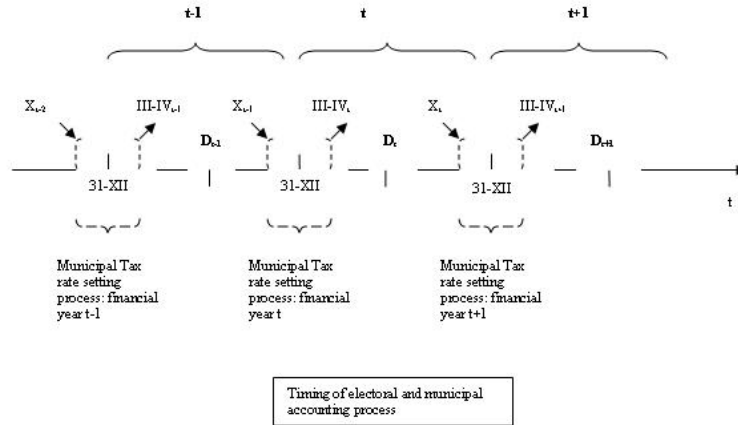 t-1 t t+1
Xₜ₋₂ III-IVₜ₋₁ Xₜ₋₁ III-IVₜ Xₜ III-IVₜ₊₁
Dₜ₋₁ Dₜ Dₜ₊₁
31-XII 31-XII 31-XII
t
Municipal Tax
rate setting
process: financial
year t-1
Municipal Tax
rate setting
process: financial
year t
Municipal Tax
rate setting
process: financial
year t+1
Timing of electoral and municipal
accounting process